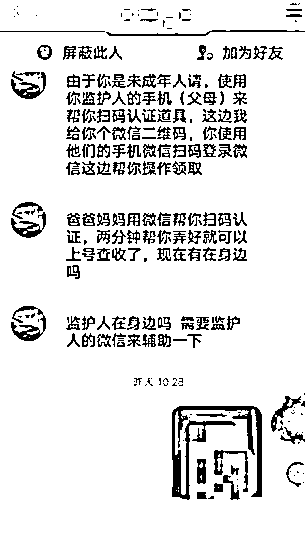 屏蔽此人
加为好友
由于你是未成年人请，使用
你监护人的手机（父母）来
帮你扫码认证道具，这边我
给你个微信二维码，你使用
他们的手机微信扫码登录微
信这边帮你操作领取
爸爸妈妈用微信帮你扫码认
证，两分钟帮你弄好就可以
上号查收了，现在有在身边
吗
监护人在身边吗 需要监护
人的微信来辅助一下
昨天 10:28